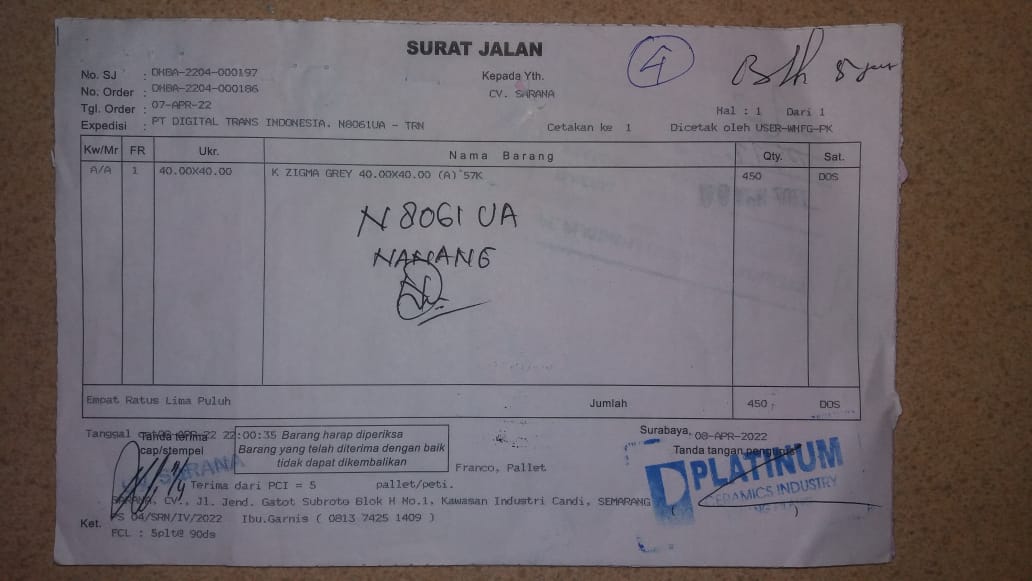 SURAT JALAN
4
No. SJ : DHBA-2204-000197
No. Order : DHBA-2204-000186
Tgl. Order : 07-APR-22
Expedisi : PT DIGITAL TRANS INDONESIA. N8061UA - TRN
Kepada Yth.
CV. SARANA
Hal : 1 Dari 1
Cetakan ke 1 Dicetak oleh USER-WHFG-PK
Kw/Mr FR Ukr. Nama Barang Qty. Sat.
A/A 1 40.00X40.00 K ZIGMA GREY 40.00X40.00 (A) 57K 450 DOS
N 8061 UA
NANANG
Empat Ratus Lima Puluh Jumlah 450 DOS
Tanggal 22:00:35
Tanda terima
cap/stempel
Barang harap diperiksa
Barang yang telah diterima dengan baik
tidak dapat dikembalikan
Surabaya, 08-APR-2022
Tanda tangan
SARANA
PLATINUM
CERAMICS INDUSTRY
Franco, Pallet
Terima dari PCI = 5 pallet/peti.
SARANA, CV., Jl. Jend. Gatot Subroto Blok H No.1, Kawasan Industri Candi, SEMARANG
Ket. PS 04/SRN/IV/2022 Ibu.Garnis ( 0813 7425 1409 )
FCL : 5plt@ 90ds